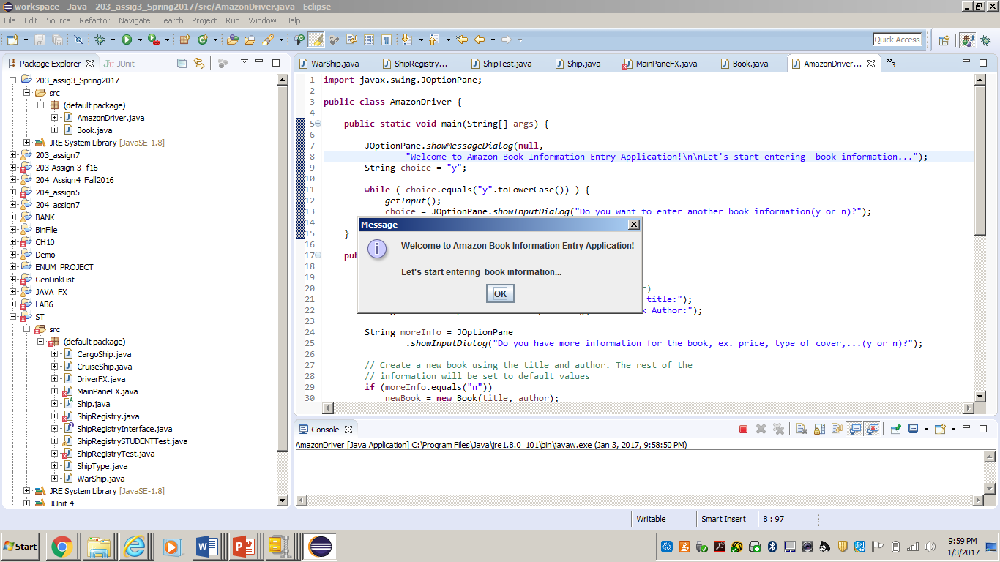 workspace - Java - 203_assig3_Spring2017/src/AmazonDriver.java - Eclipse
File Edit Source Refactor Navigate Search Project Run Window Help
Quick Access
Package Explorer JUnit
WarShip.java ShipRegistry... ShipTest.java Ship.java MainPaneFX.java Book.java AmazonDriver... 3
203_assig3_Spring2017
src
(default package)
AmazonDriver.java
Book.java
JRE System Library [JavaSE-1.8]
203_assign7
203-Assign 3- f16
204_Assign4_Fall2016
204_assign5
204_assign7
BANK
BinFile
CH10
Demo
ENUM_PROJECT
GenLinkList
JAVA_FX
LAB6
ST
src
(default package)
CargoShip.java
CruiseShip.java
DriverFX.java
MainPaneFX.java
Ship.java
ShipRegistry.java
ShipRegistryInterface.java
ShipRegistrySTUDENTTest.java
ShipRegistryTest.java
ShipType.java
WarShip.java
JRE System Library [JavaSE-1.8]
JUnit 4
1 import javax.swing.JOptionPane;
2
3 public class AmazonDriver {
4
5 public static void main(String[] args) {
6
7 JOptionPane.showMessageDialog(null,
8 "Welcome to Amazon Book Information Entry Application!\n\nLet's start entering  book information...");
9 String choice = "y";
10
11 while ( choice.equals("y".toLowerCase()) ) {
12 getInput();
13 choice = JOptionPane.showInputDialog("Do you want to enter another book information(y or n)?");
14
15 }
16
17 pu
18
19
20 )
21 title:");
22 k Author:");
23
24 String moreInfo = JOptionPane
25 .showInputDialog("Do you have more information for the book, ex. price, type of cover,...(y or n)?");
26
27 // Create a new book using the title and author. The rest of the
28 // information will be set to default values
29 if (moreInfo.equals("n"))
30 newBook = new Book(title, author);
Message
Welcome to Amazon Book Information Entry Application!
Let's start entering  book information...
OK
Console
AmazonDriver [Java Application] C:\Program Files\Java\jre1.8.0_101\bin\javaw.exe (Jan 3, 2017, 9:58:50 PM)
Writable Smart Insert 8 : 97
Start
9:59 PM
1/3/2017